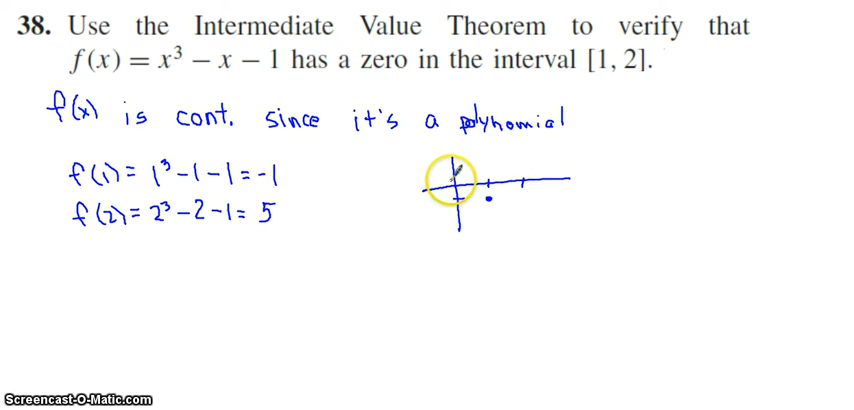 38. Use the Intermediate Value Theorem to verify that
f(x) = x³ − x − 1 has a zero in the interval [1, 2].
f(x) is cont. since it's a polynomial
f(1) = 1³ − 1 − 1 = −1
f(2) = 2³ − 2 − 1 = 5
Screencast-O-Matic.com